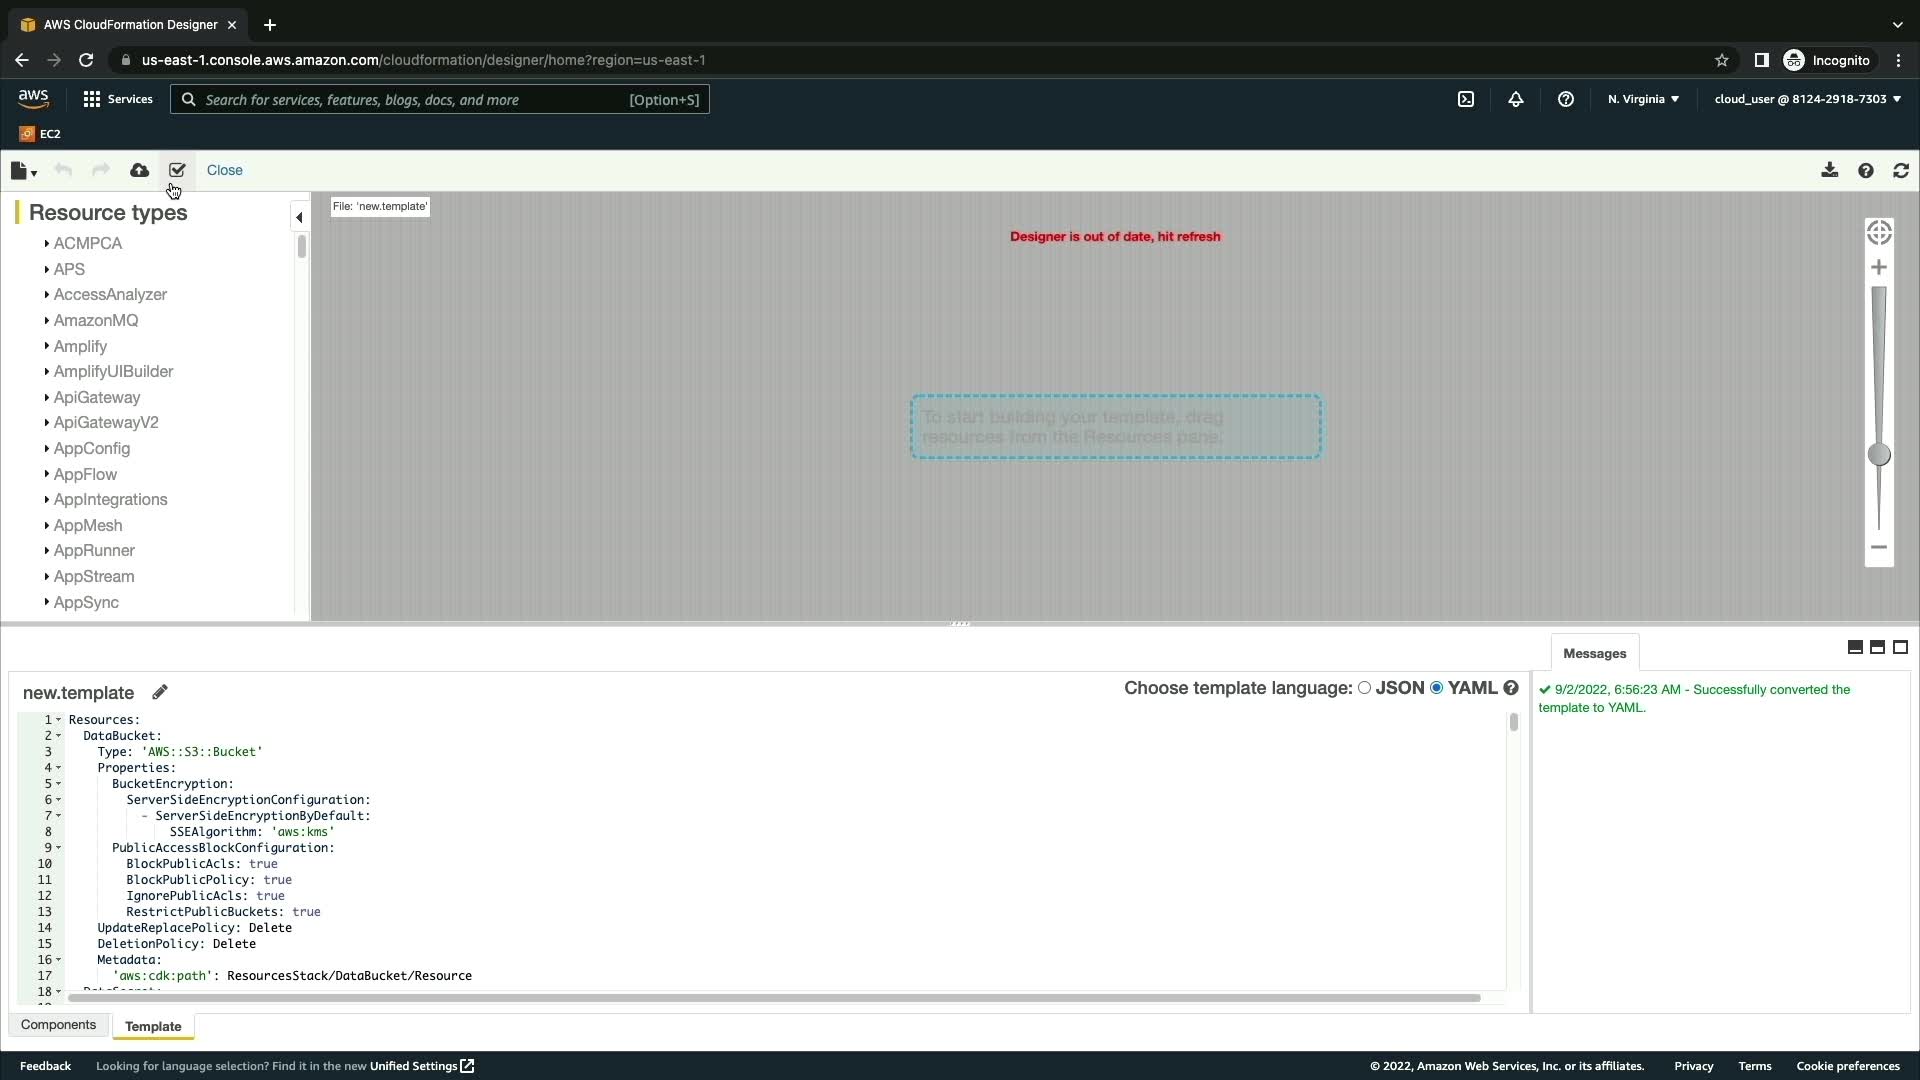 AWS CloudFormation Designer
us-east-1.console.aws.amazon.com/cloudformation/designer/home?region=us-east-1
Incognito
aws
Services
Search for services, features, blogs, docs, and more
[Option+S]
N. Virginia
cloud_user @ 8124-2918-7303
EC2
Close
Resource types
File: 'new.template'
Designer is out of date, hit refresh
ACMPCA
APS
AccessAnalyzer
AmazonMQ
Amplify
AmplifyUIBuilder
ApiGateway
ApiGatewayV2
AppConfig
AppFlow
AppIntegrations
AppMesh
AppRunner
AppStream
AppSync
To start building your template, drag
resources from the Resources pane.
Messages
new.template
Choose template language: JSON YAML
9/2/2022, 6:56:23 AM - Successfully converted the
template to YAML.
1 Resources:
2 DataBucket:
3 Type: 'AWS::S3::Bucket'
4 Properties:
5 BucketEncryption:
6 ServerSideEncryptionConfiguration:
7 - ServerSideEncryptionByDefault:
8 SSEAlgorithm: 'aws:kms'
9 PublicAccessBlockConfiguration:
10 BlockPublicAcls: true
11 BlockPublicPolicy: true
12 IgnorePublicAcls: true
13 RestrictPublicBuckets: true
14 UpdateReplacePolicy: Delete
15 DeletionPolicy: Delete
16 Metadata:
17 'aws:cdk:path': ResourcesStack/DataBucket/Resource
18
Components
Template
Feedback
Looking for language selection? Find it in the new Unified Settings
© 2022, Amazon Web Services, Inc. or its affiliates.
Privacy
Terms
Cookie preferences